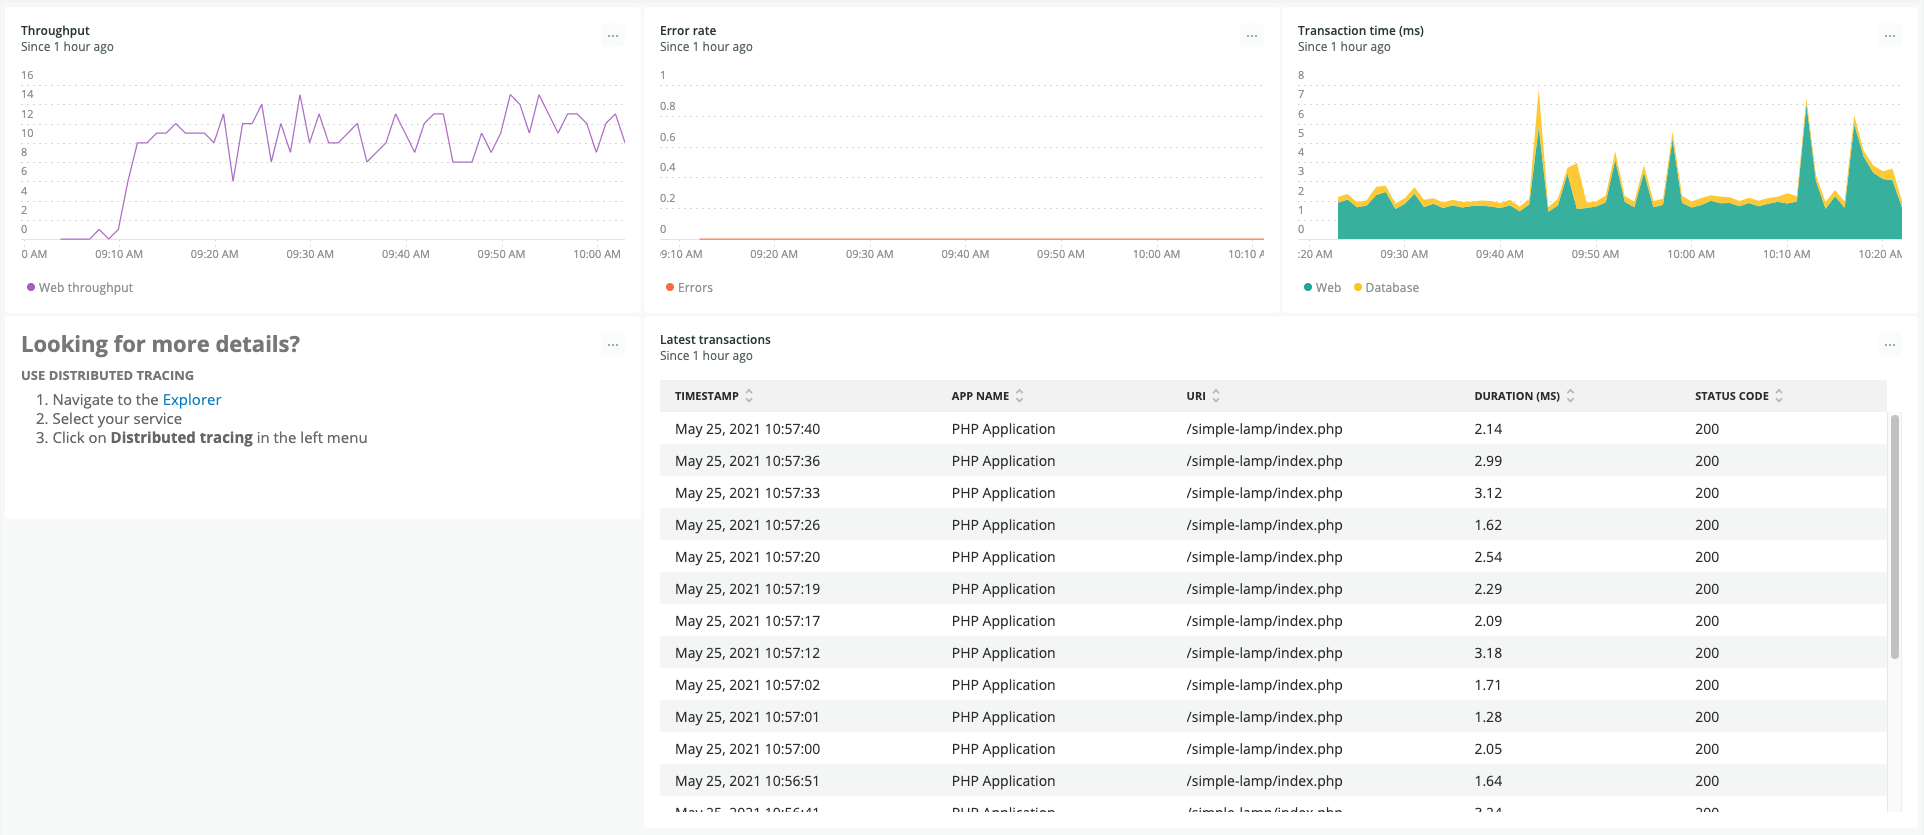 Throughput
Since 1 hour ago
...
16
14
12
10
8
6
4
2
0
0 AM 09:10 AM 09:20 AM 09:30 AM 09:40 AM 09:50 AM 10:00 AM
Web throughput
Error rate
Since 1 hour ago
...
1
0.8
0.6
0.4
0.2
0
9:10 AM 09:20 AM 09:30 AM 09:40 AM 09:50 AM 10:00 AM 10:10 A
Errors
Transaction time (ms)
Since 1 hour ago
...
8
7
6
5
4
3
2
1
0
:20 AM 09:30 AM 09:40 AM 09:50 AM 10:00 AM 10:10 AM 10:20 AM
Web Database
Looking for more details?
...
USE DISTRIBUTED TRACING
1. Navigate to the Explorer
2. Select your service
3. Click on Distributed tracing in the left menu
Latest transactions
Since 1 hour ago
...
TIMESTAMP APP NAME URI DURATION (MS) STATUS CODE
May 25, 2021 10:57:40 PHP Application /simple-lamp/index.php 2.14 200
May 25, 2021 10:57:36 PHP Application /simple-lamp/index.php 2.99 200
May 25, 2021 10:57:33 PHP Application /simple-lamp/index.php 3.12 200
May 25, 2021 10:57:26 PHP Application /simple-lamp/index.php 1.62 200
May 25, 2021 10:57:20 PHP Application /simple-lamp/index.php 2.54 200
May 25, 2021 10:57:19 PHP Application /simple-lamp/index.php 2.29 200
May 25, 2021 10:57:17 PHP Application /simple-lamp/index.php 2.09 200
May 25, 2021 10:57:12 PHP Application /simple-lamp/index.php 3.18 200
May 25, 2021 10:57:02 PHP Application /simple-lamp/index.php 1.71 200
May 25, 2021 10:57:01 PHP Application /simple-lamp/index.php 1.28 200
May 25, 2021 10:57:00 PHP Application /simple-lamp/index.php 2.05 200
May 25, 2021 10:56:51 PHP Application /simple-lamp/index.php 1.64 200
May 25, 2021 10:56:41 PHP Application /simple-lamp/index.php 200